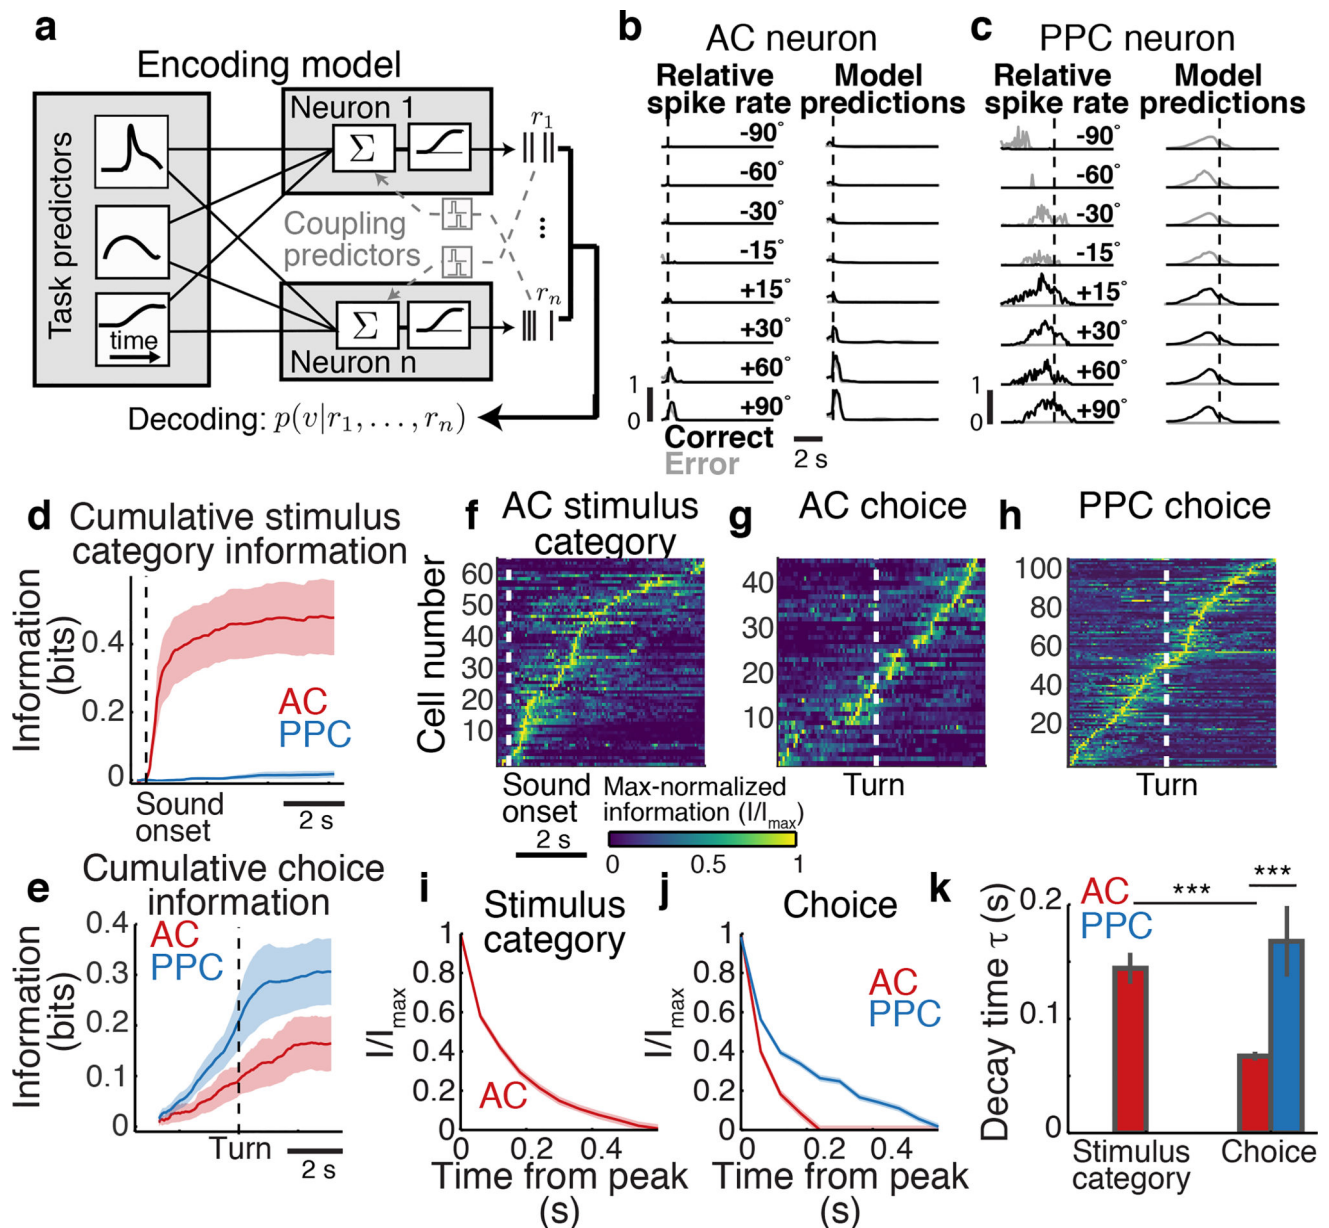 a
Encoding model
Task predictors
time
Neuron 1
Σ
r1
Coupling
predictors
...
Σ
rn
Neuron n
Decoding: p(v|r1, . . . , rn)
b
AC neuron
Relative
spike rate
Model
predictions
-90°
-60°
-30°
-15°
+15°
+30°
+60°
+90°
1
0
Correct
Error
2 s
c
PPC neuron
Relative
spike rate
Model
predictions
-90°
-60°
-30°
-15°
+15°
+30°
+60°
+90°
1
0
d
Cumulative stimulus
category information
Information
(bits)
0.4
0.2
0
AC
PPC
Sound
onset
2 s
e
Cumulative choice
information
Information
(bits)
0.4
0.3
0.2
0.1
0
AC
PPC
Turn
2 s
f
AC stimulus
category
Cell number
60
50
40
30
20
10
Sound
onset
2 s
Max-normalized
information (I/Imax)
0
0.5
1
g
AC choice
40
30
20
10
Turn
h
PPC choice
100
80
60
40
20
Turn
i
Stimulus
category
I/Imax
1
0.8
0.6
0.4
0.2
0
AC
0
0.2
0.4
Time from peak
(s)
j
Choice
I/Imax
1
0.8
0.6
0.4
0.2
0
AC
PPC
0
0.2
0.4
Time from peak
(s)
k
Decay time τ (s)
0.2
0.1
0
AC
PPC
***
***
Stimulus
category
Choice